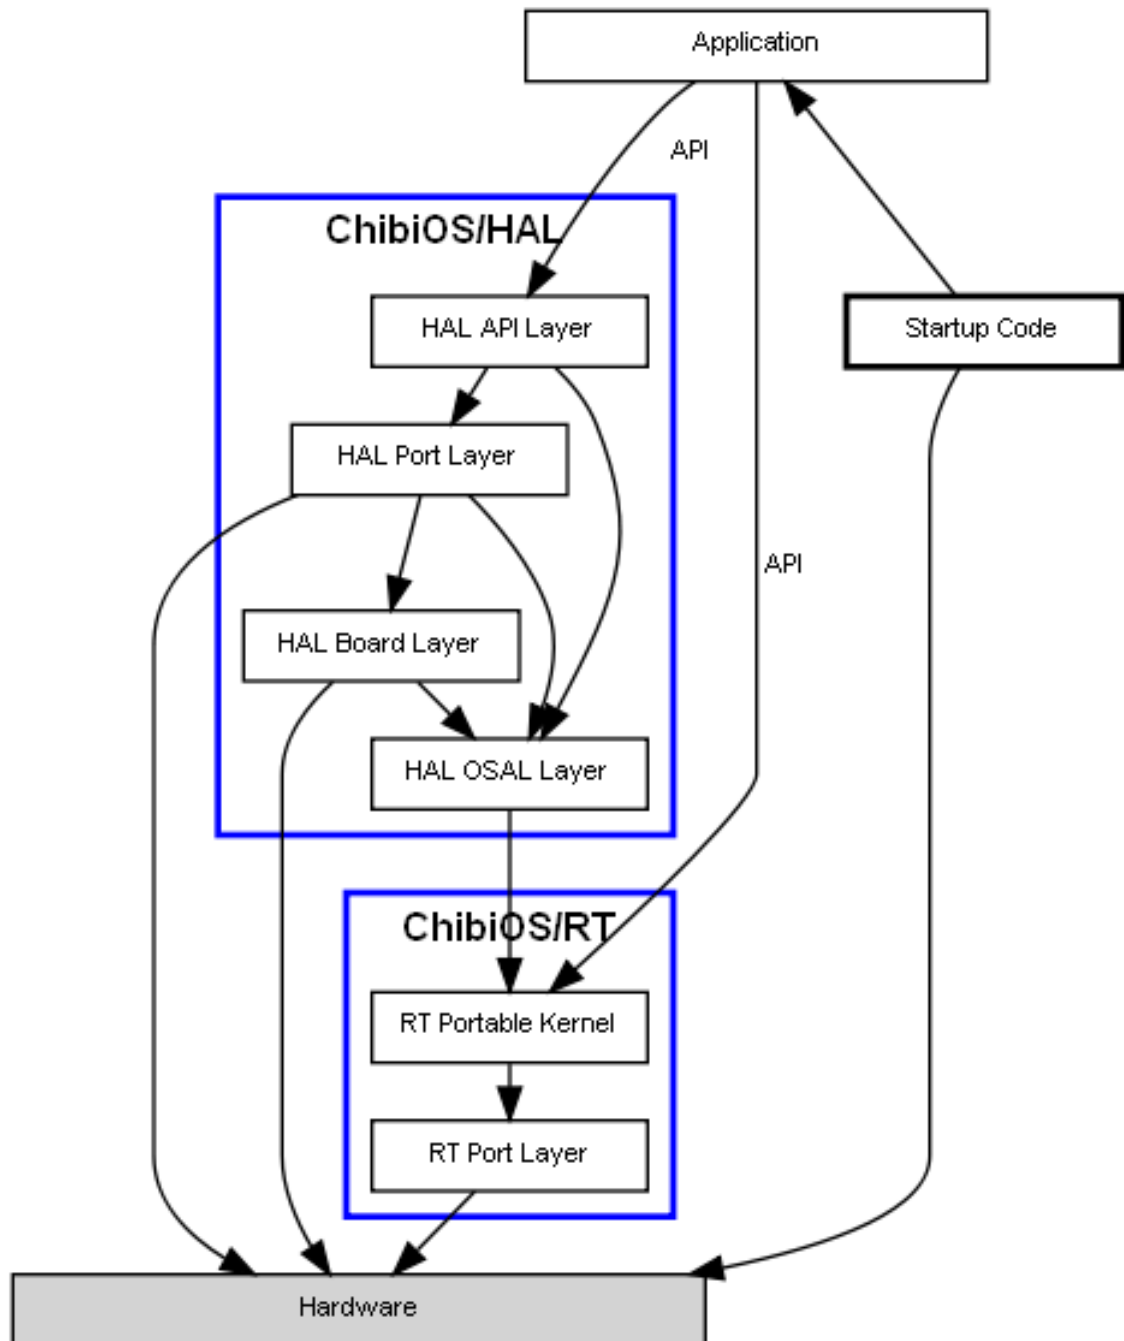 Application
API
ChibiOS/HAL
HAL API Layer
Startup Code
HAL Port Layer
API
HAL Board Layer
HAL OSAL Layer
ChibiOS/RT
RT Portable Kernel
RT Port Layer
Hardware